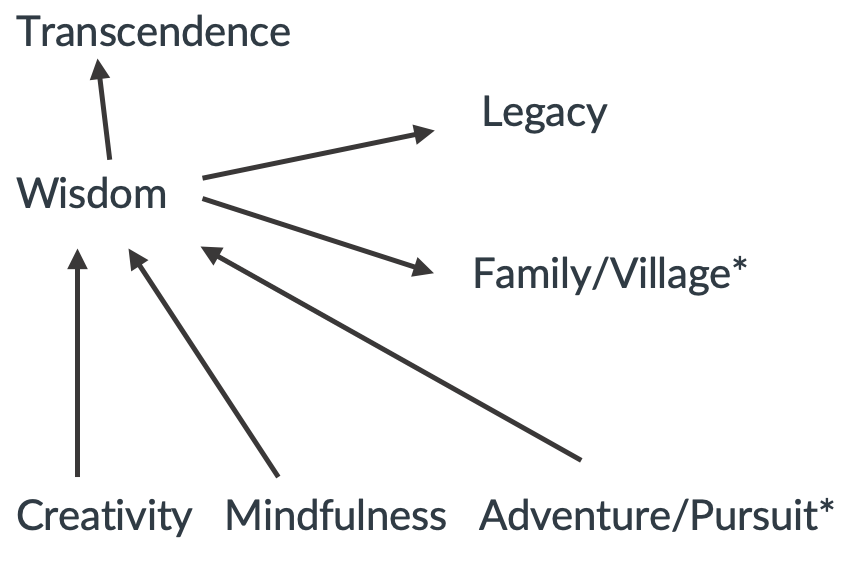 Transcendence
Legacy
Wisdom
Family/Village*
Creativity Mindfulness Adventure/Pursuit*